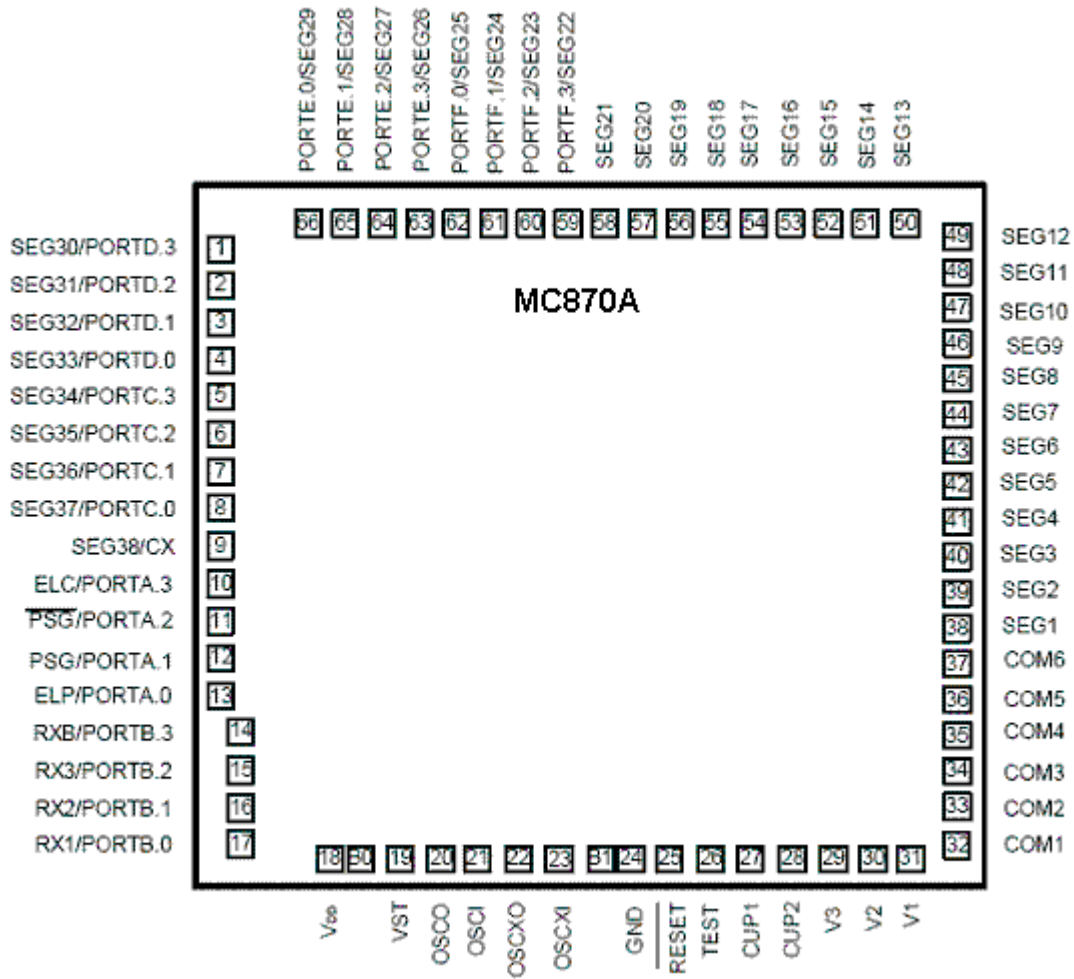 PORTE.0/SEG29
PORTE.1/SEG28
PORTE.2/SEG27
PORTE.3/SEG26
PORTF.0/SEG25
PORTF.1/SEG24
PORTF.2/SEG23
PORTF.3/SEG22
SEG21
SEG20
SEG19
SEG18
SEG17
SEG16
SEG15
SEG14
SEG13
66 65 64 63 62 61 60 59 58 57 56 55 54 53 52 51 50
MC870A
SEG30/PORTD.3 1
SEG31/PORTD.2 2
SEG32/PORTD.1 3
SEG33/PORTD.0 4
SEG34/PORTC.3 5
SEG35/PORTC.2 6
SEG36/PORTC.1 7
SEG37/PORTC.0 8
SEG38/CX 9
ELC/PORTA.3 10
PSG/PORTA.2 11
PSG/PORTA.1 12
ELP/PORTA.0 13
RXB/PORTB.3 14
RX3/PORTB.2 15
RX2/PORTB.1 16
RX1/PORTB.0 17
49 SEG12
48 SEG11
47 SEG10
46 SEG9
45 SEG8
44 SEG7
43 SEG6
42 SEG5
41 SEG4
40 SEG3
39 SEG2
38 SEG1
37 COM6
36 COM5
35 COM4
34 COM3
33 COM2
32 COM1
18 19 20 21 22 23 24 25 26 27 28 29 30 31
VDD
VST
OSCO
OSCI
OSCXO
OSCXI
GND
RESET
TEST
CUP1
CUP2
V3
V2
V1